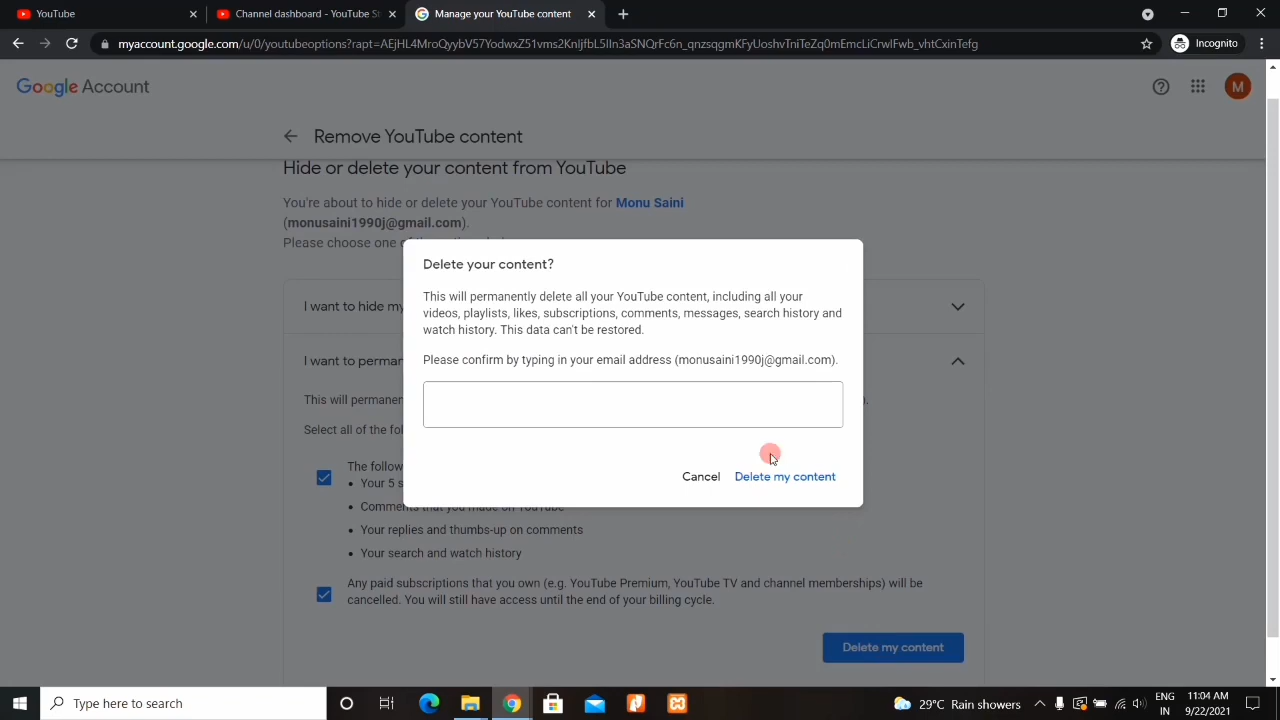 YouTube
Channel dashboard - YouTube St
Manage your YouTube content
myaccount.google.com/u/0/youtubeoptions?rapt=AEjHL4MroQyybV57YodwxZ51vms2KnIjfbL5IIn3aSNQrFc6n_qnzsqgmKFyUoshvTniTeZq0mEmcLiCrwIFwb_vhtCxinTefg
Incognito
Google Account
M
Remove YouTube content
Hide or delete your content from YouTube
You're about to hide or delete your YouTube content for Monu Saini
(monusaini1990j@gmail.com).
Please choose one of
Delete your content?
This will permanently delete all your YouTube content, including all your
videos, playlists, likes, subscriptions, comments, messages, search history and
watch history. This data can't be restored.
Please confirm by typing in your email address (monusaini1990j@gmail.com).
Cancel
Delete my content
I want to hide my
I want to perman
This will permanen
Select all of the fol
The follow
• Your 5 s
• Comments that you made on YouTube
• Your replies and thumbs-up on comments
• Your search and watch history
Any paid subscriptions that you own (e.g. YouTube Premium, YouTube TV and channel memberships) will be
cancelled. You will still have access until the end of your billing cycle.
Delete my content
Type here to search
29°C Rain showers
ENG
IN
11:04 AM
9/22/2021